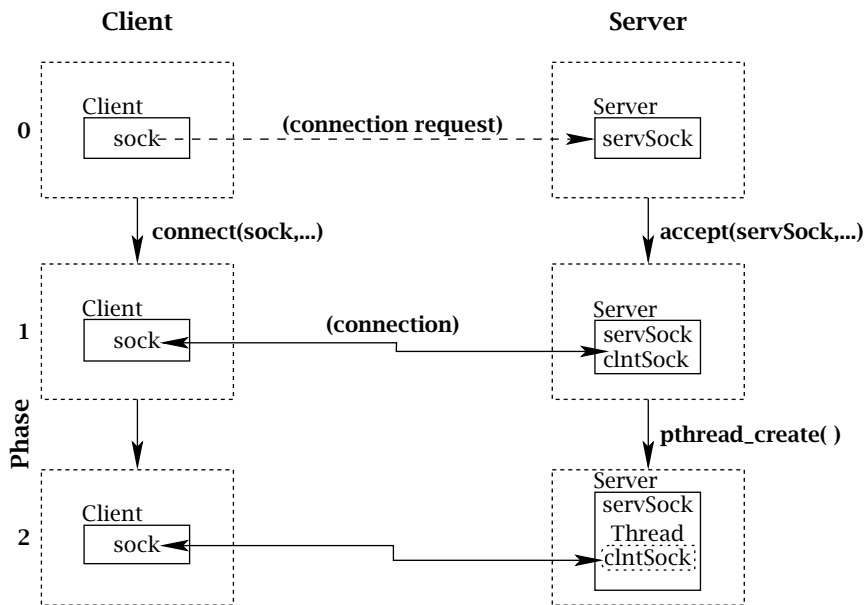 Client
Server
0
Client
sock
(connection request)
Server
servSock
connect(sock,...)
accept(servSock,...)
1
Client
sock
(connection)
Server
servSock
clntSock
Phase
pthread_create( )
2
Client
sock
Server
servSock
Thread
clntSock